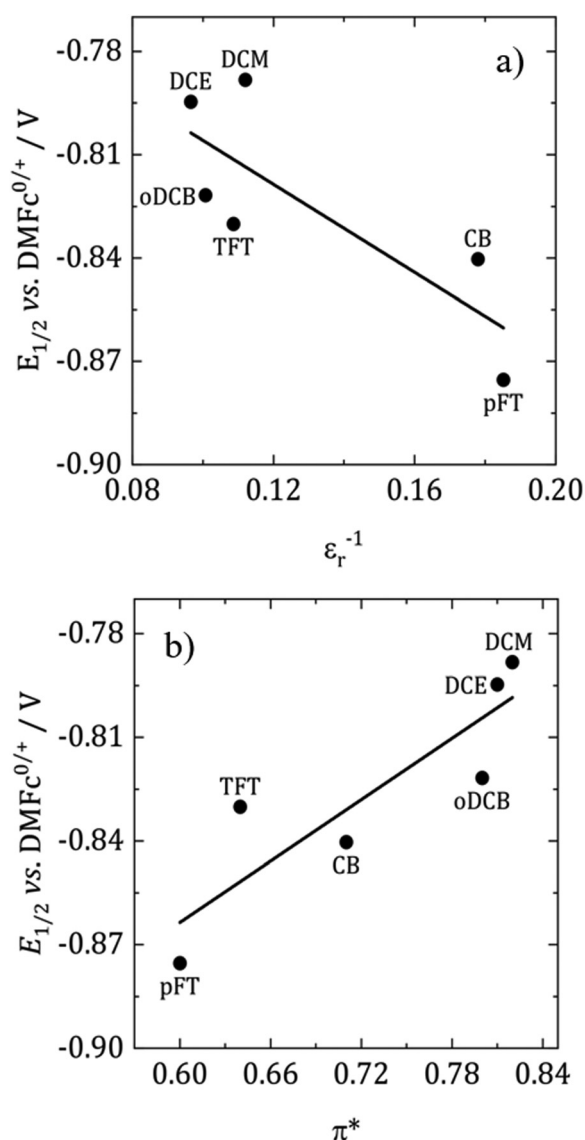 a)
-0.78
-0.81
-0.84
-0.87
-0.90
E1/2 vs. DMFc0/+ / V
DCM
DCE
oDCB
TFT
CB
pFT
0.08 0.12 0.16 0.20
εr-1
b)
-0.78
-0.81
-0.84
-0.87
-0.90
E1/2 vs. DMFc0/+ / V
DCM
DCE
TFT
oDCB
CB
pFT
0.60 0.66 0.72 0.78 0.84
π*